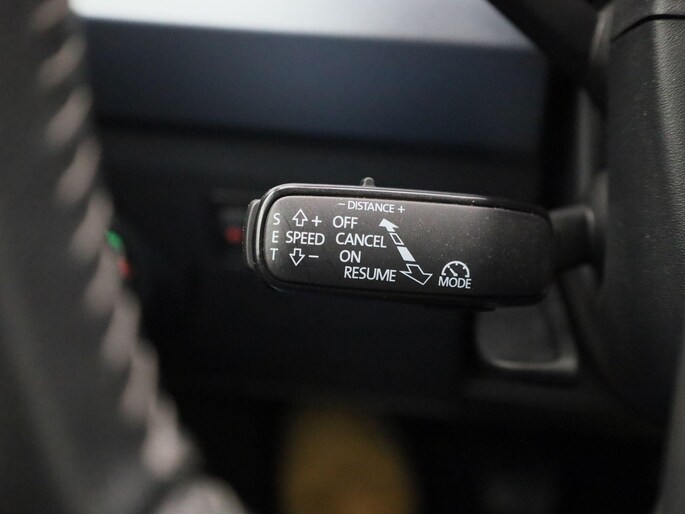 − DISTANCE +
S + OFF
E SPEED CANCEL
T − ON
RESUME
MODE